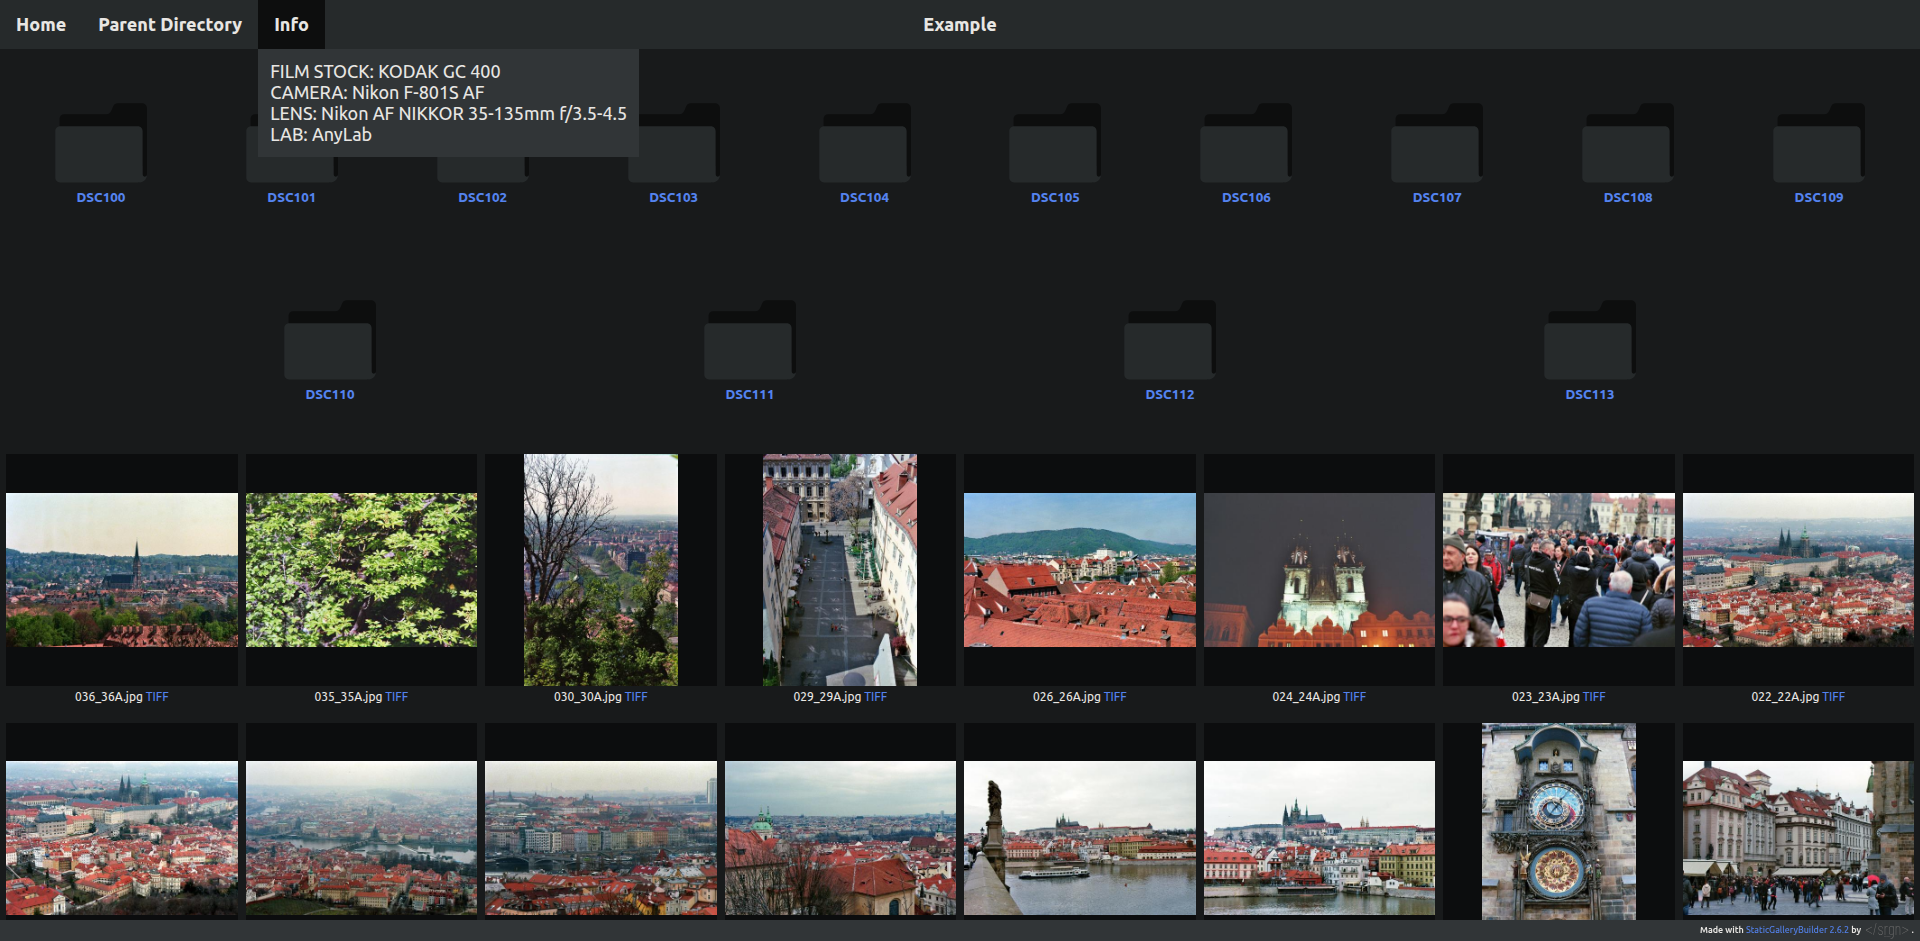 Home Parent Directory Info Example
FILM STOCK: KODAK GC 400
CAMERA: Nikon F-801S AF
LENS: Nikon AF NIKKOR 35-135mm f/3.5-4.5
LAB: AnyLab
DSC100 DSC101 DSC102 DSC103 DSC104 DSC105 DSC106 DSC107 DSC108 DSC109
DSC110 DSC111 DSC112 DSC113
036_36A.jpg TIFF 035_35A.jpg TIFF 030_30A.jpg TIFF 029_29A.jpg TIFF 026_26A.jpg TIFF 024_24A.jpg TIFF 023_23A.jpg TIFF 022_22A.jpg TIFF
Made with StaticGalleryBuilder 2.6.2 by </srgn> .